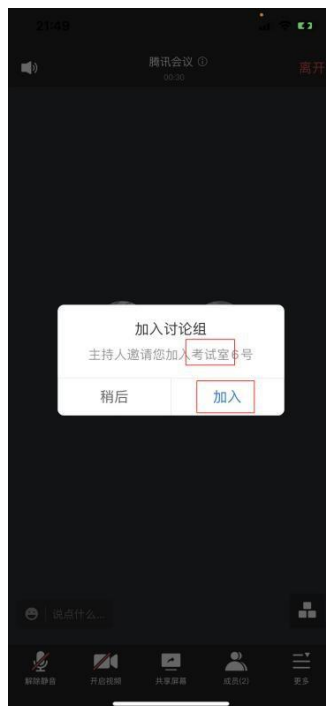 21:49
腾讯会议
离开
00:30
加入讨论组
主持人邀请您加入考试室6号
稍后
加入
说点什么...
解除静音
开启视频
共享屏幕
成员(2)
更多